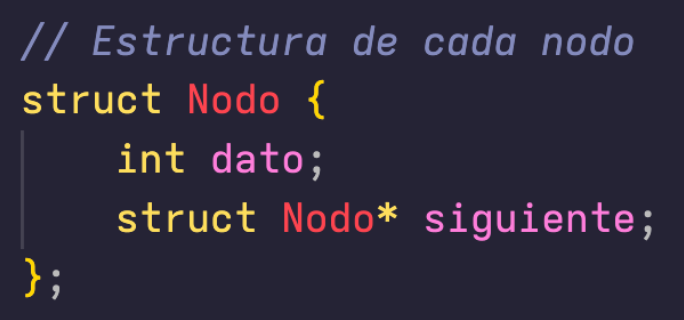 // Estructura de cada nodo
struct Nodo {
    int dato;
    struct Nodo* siguiente;
};